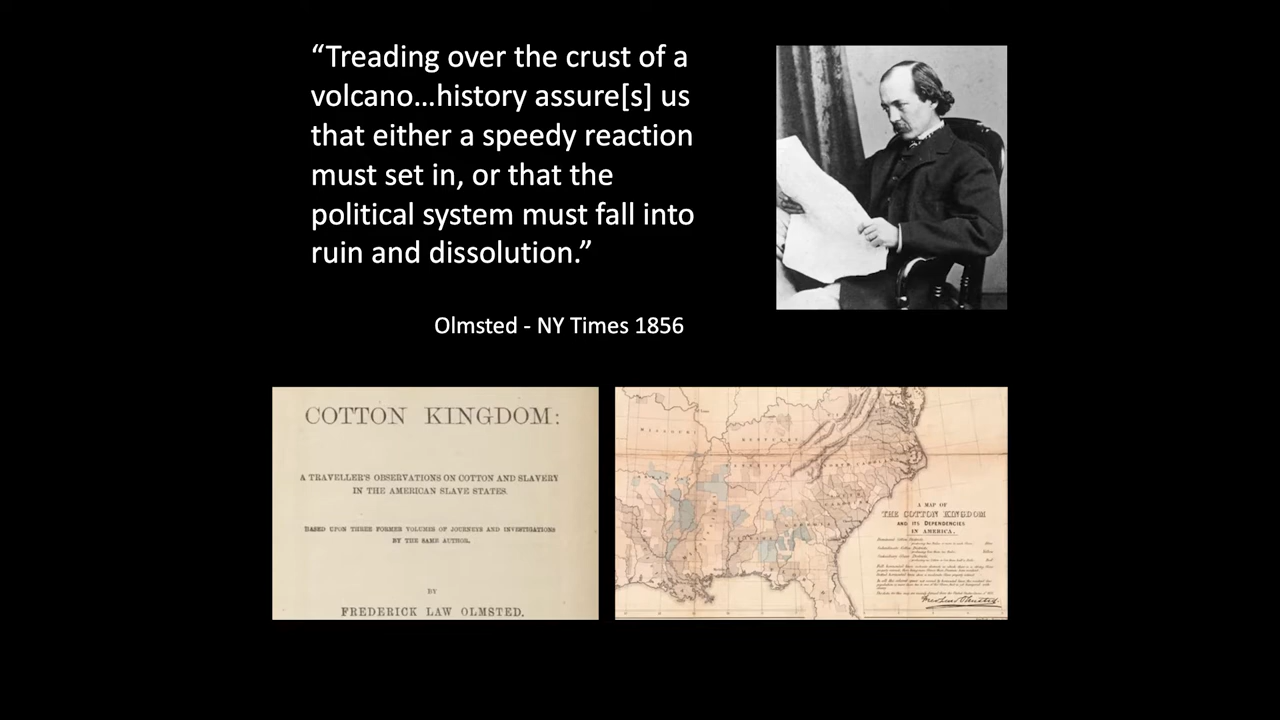 “Treading over the crust of a
volcano...history assure[s] us
that either a speedy reaction
must set in, or that the
political system must fall into
ruin and dissolution.”
Olmsted - NY Times 1856
COTTON KINGDOM:
A TRAVELLER'S OBSERVATIONS ON COTTON AND SLAVERY
IN THE AMERICAN SLAVE STATES.
BASED UPON THREE FORMER VOLUMES OF JOURNEYS AND INVESTIGATIONS
BY THE SAME AUTHOR.
BY
FREDERICK LAW OLMSTED,
MISSOURI
KENTUCKY
A MAP OF
THE COTTON KINGDOM
AND ITS DEPENDENCIES
IN AMERICA.